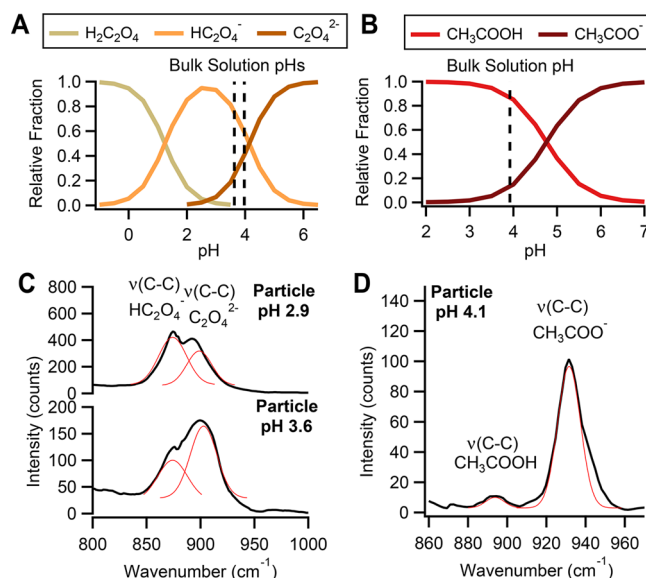 A
H₂C₂O₄ HC₂O₄⁻ C₂O₄²⁻
Bulk Solution pHs
Relative Fraction
1.0
0.8
0.6
0.4
0.2
0.0
0 2 4 6
pH
B
CH₃COOH CH₃COO⁻
Bulk Solution pH
Relative Fraction
1.0
0.8
0.6
0.4
0.2
0.0
2 3 4 5 6 7
pH
C
ν(C-C)
HC₂O₄⁻
ν(C-C)
C₂O₄²⁻
Particle
pH 2.9
800
600
400
200
0
Particle
pH 3.6
200
150
100
50
0
Intensity (counts)
800 850 900 950 1000
Wavenumber (cm⁻¹)
D
Particle
pH 4.1
ν(C-C)
CH₃COO⁻
ν(C-C)
CH₃COOH
140
120
100
80
60
40
20
0
Intensity (counts)
860 880 900 920 940 960
Wavenumber (cm⁻¹)